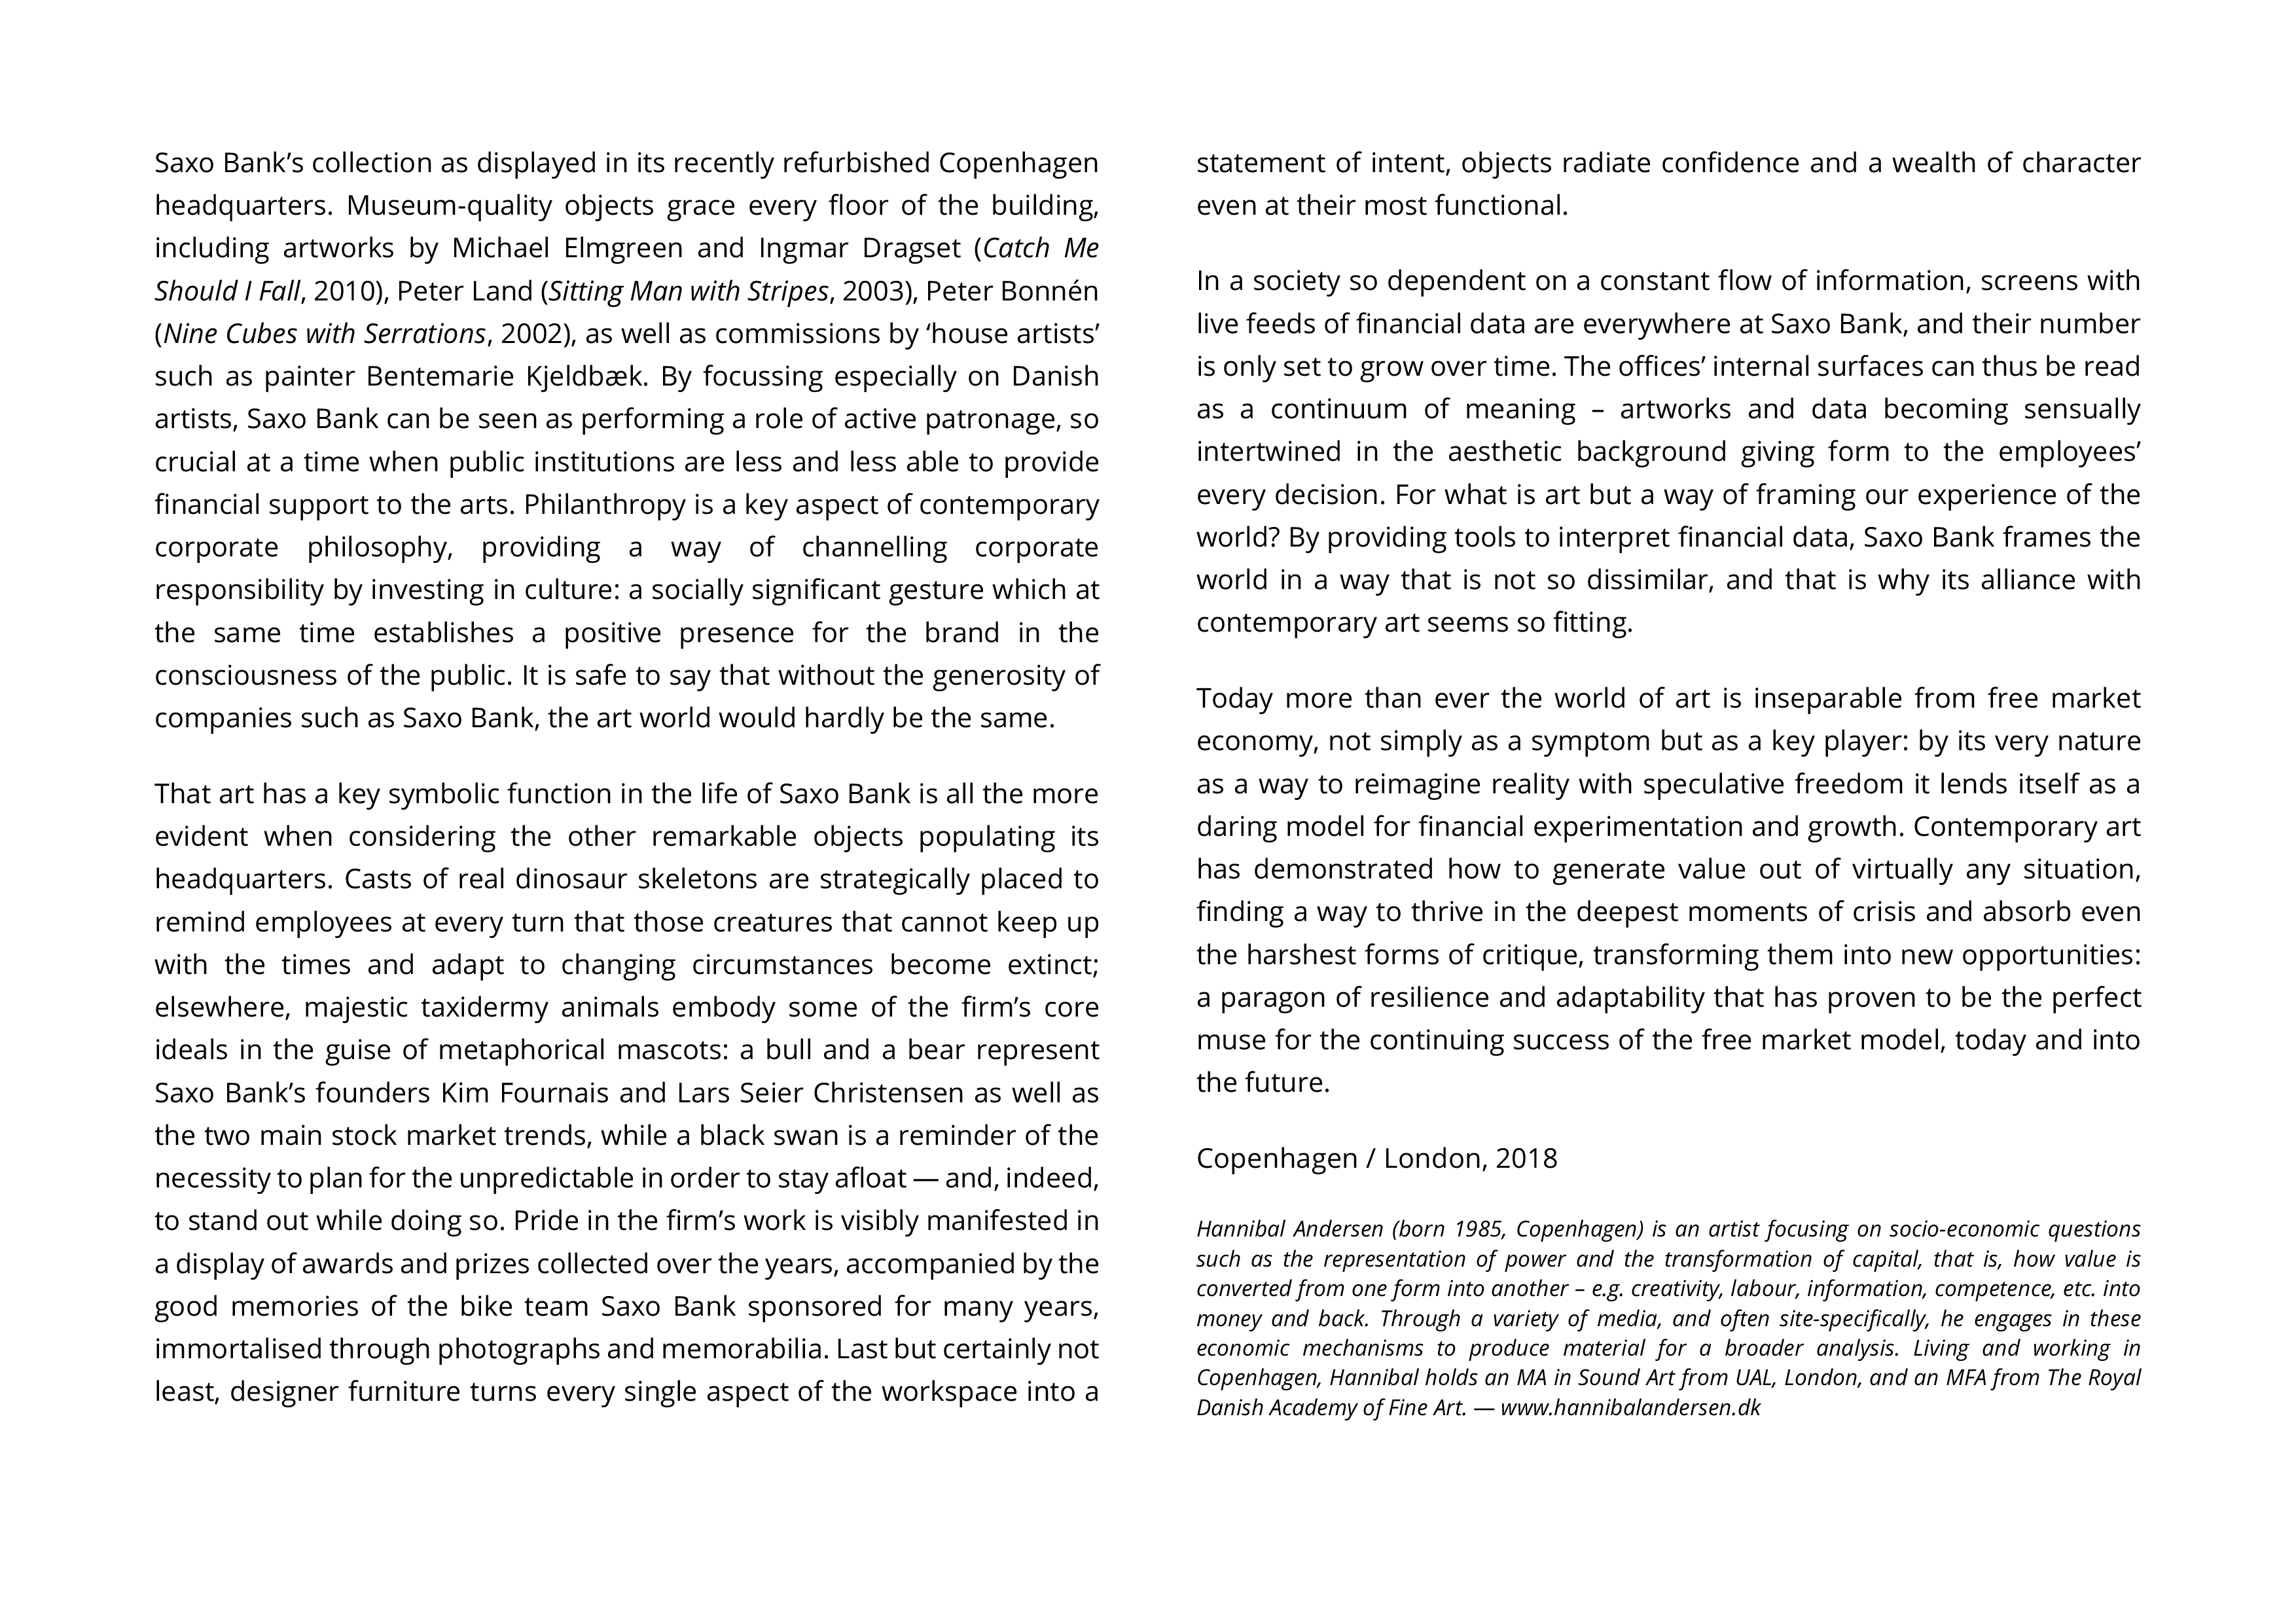 Saxo Bank’s collection as displayed in its recently refurbished Copenhagen
headquarters. Museum-quality objects grace every floor of the building,
including artworks by Michael Elmgreen and Ingmar Dragset (Catch Me
Should I Fall, 2010), Peter Land (Sitting Man with Stripes, 2003), Peter Bonnén
(Nine Cubes with Serrations, 2002), as well as commissions by ‘house artists’
such as painter Bentemarie Kjeldbæk. By focussing especially on Danish
artists, Saxo Bank can be seen as performing a role of active patronage, so
crucial at a time when public institutions are less and less able to provide
financial support to the arts. Philanthropy is a key aspect of contemporary
corporate philosophy, providing a way of channelling corporate
responsibility by investing in culture: a socially significant gesture which at
the same time establishes a positive presence for the brand in the
consciousness of the public. It is safe to say that without the generosity of
companies such as Saxo Bank, the art world would hardly be the same.
That art has a key symbolic function in the life of Saxo Bank is all the more
evident when considering the other remarkable objects populating its
headquarters. Casts of real dinosaur skeletons are strategically placed to
remind employees at every turn that those creatures that cannot keep up
with the times and adapt to changing circumstances become extinct;
elsewhere, majestic taxidermy animals embody some of the firm’s core
ideals in the guise of metaphorical mascots: a bull and a bear represent
Saxo Bank’s founders Kim Fournais and Lars Seier Christensen as well as
the two main stock market trends, while a black swan is a reminder of the
necessity to plan for the unpredictable in order to stay afloat — and, indeed,
to stand out while doing so. Pride in the firm’s work is visibly manifested in
a display of awards and prizes collected over the years, accompanied by the
good memories of the bike team Saxo Bank sponsored for many years,
immortalised through photographs and memorabilia. Last but certainly not
least, designer furniture turns every single aspect of the workspace into a
statement of intent, objects radiate confidence and a wealth of character
even at their most functional.
In a society so dependent on a constant flow of information, screens with
live feeds of financial data are everywhere at Saxo Bank, and their number
is only set to grow over time. The offices’ internal surfaces can thus be read
as a continuum of meaning – artworks and data becoming sensually
intertwined in the aesthetic background giving form to the employees’
every decision. For what is art but a way of framing our experience of the
world? By providing tools to interpret financial data, Saxo Bank frames the
world in a way that is not so dissimilar, and that is why its alliance with
contemporary art seems so fitting.
Today more than ever the world of art is inseparable from free market
economy, not simply as a symptom but as a key player: by its very nature
as a way to reimagine reality with speculative freedom it lends itself as a
daring model for financial experimentation and growth. Contemporary art
has demonstrated how to generate value out of virtually any situation,
finding a way to thrive in the deepest moments of crisis and absorb even
the harshest forms of critique, transforming them into new opportunities:
a paragon of resilience and adaptability that has proven to be the perfect
muse for the continuing success of the free market model, today and into
the future.
Copenhagen / London, 2018
Hannibal Andersen (born 1985, Copenhagen) is an artist focusing on socio-economic questions
such as the representation of power and the transformation of capital, that is, how value is
converted from one form into another – e.g. creativity, labour, information, competence, etc. into
money and back. Through a variety of media, and often site-specifically, he engages in these
economic mechanisms to produce material for a broader analysis. Living and working in
Copenhagen, Hannibal holds an MA in Sound Art from UAL, London, and an MFA from The Royal
Danish Academy of Fine Art. — www.hannibalandersen.dk